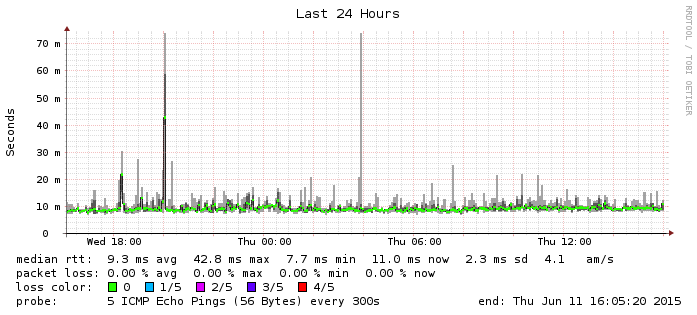 Last 24 Hours
RRDTOOL / TOBI OETIKER
Seconds
70 m
60 m
50 m
40 m
30 m
20 m
10 m
0
Wed 18:00 Thu 00:00 Thu 06:00 Thu 12:00
median rtt: 9.3 ms avg 42.8 ms max 7.7 ms min 11.0 ms now 2.3 ms sd 4.1 am/s
packet loss: 0.00 % avg 0.00 % max 0.00 % min 0.00 % now
loss color: 0 1/5 2/5 3/5 4/5
probe: 5 ICMP Echo Pings (56 Bytes) every 300s end: Thu Jun 11 16:05:20 2015